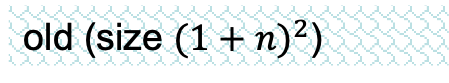 old (size (1 + n)²)